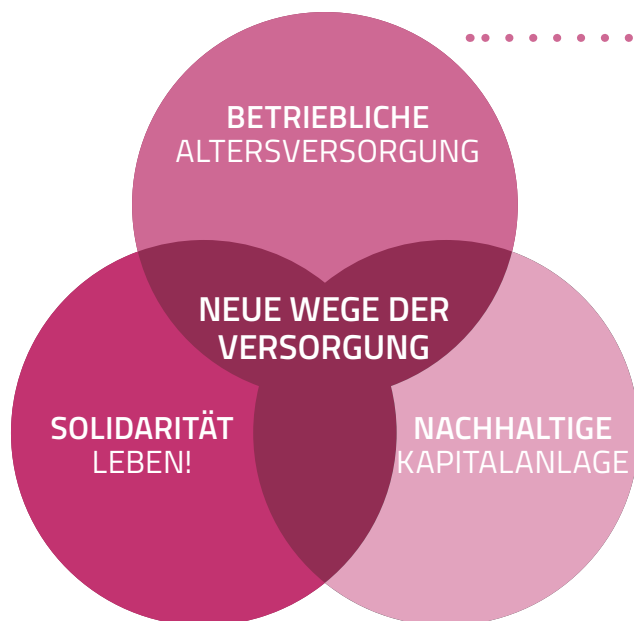 BETRIEBLICHE
ALTERSVERSORGUNG
NEUE WEGE DER
VERSORGUNG
SOLIDARITÄT
LEBEN!
NACHHALTIGE
KAPITALANLAGE